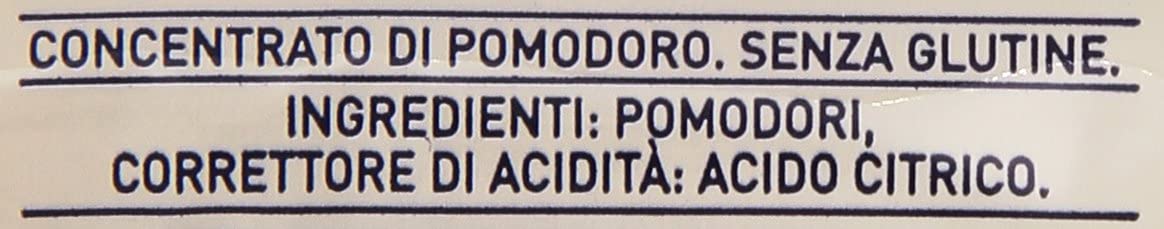 CONCENTRATO DI POMODORO. SENZA GLUTINE.
INGREDIENTI: POMODORI,
CORRETTORE DI ACIDITÀ: ACIDO CITRICO.